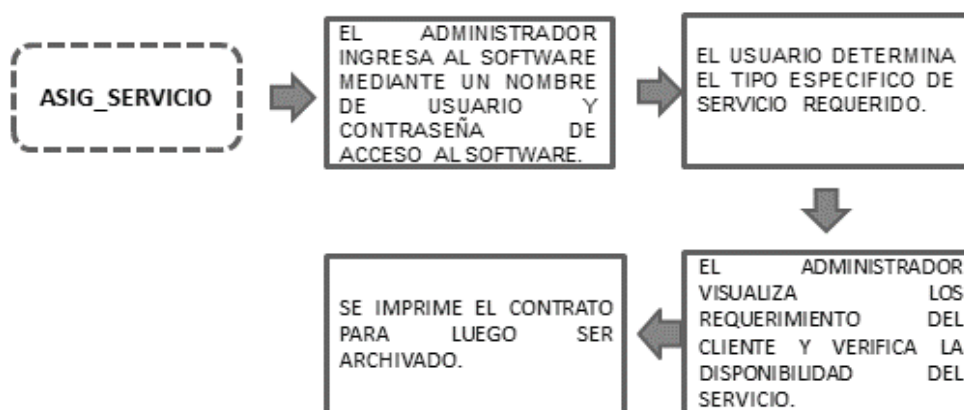 ASIG_SERVICIO
EL ADMINISTRADOR
INGRESA AL SOFTWARE
MEDIANTE UN NOMBRE
DE USUARIO Y
CONTRASEÑA DE
ACCESO AL SOFTWARE.
EL USUARIO DETERMINA
EL TIPO ESPECIFICO DE
SERVICIO REQUERIDO.
EL ADMINISTRADOR
VISUALIZA LOS
REQUERIMIENTO DEL
CLIENTE Y VERIFICA LA
DISPONIBILIDAD DEL
SERVICIO.
SE IMPRIME EL CONTRATO
PARA LUEGO SER
ARCHIVADO.